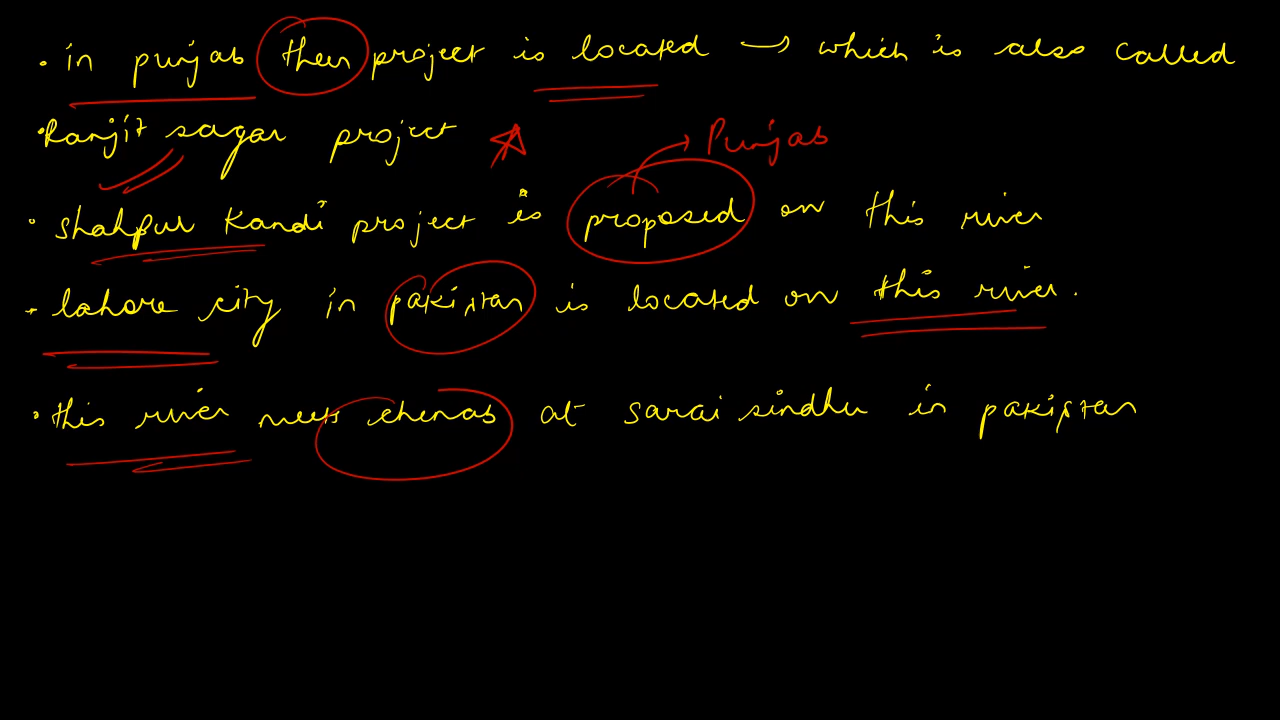 · in punjab then project is located → which is also called
· Ranjit sagar project
Punjab
· shahpur kandi project is proposed on this river
· lahore city in pakistan is located on this river.
· this river meets chenab at sarai sindhu in pakistan